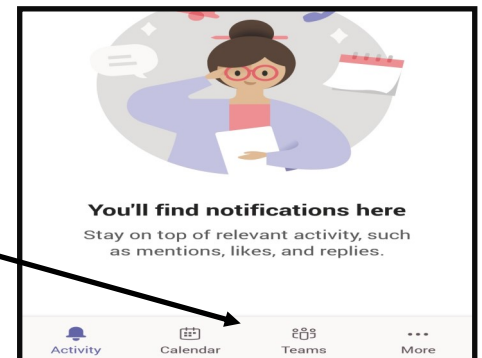 You'll find notifications here
Stay on top of relevant activity, such
as mentions, likes, and replies.
Activity Calendar Teams More